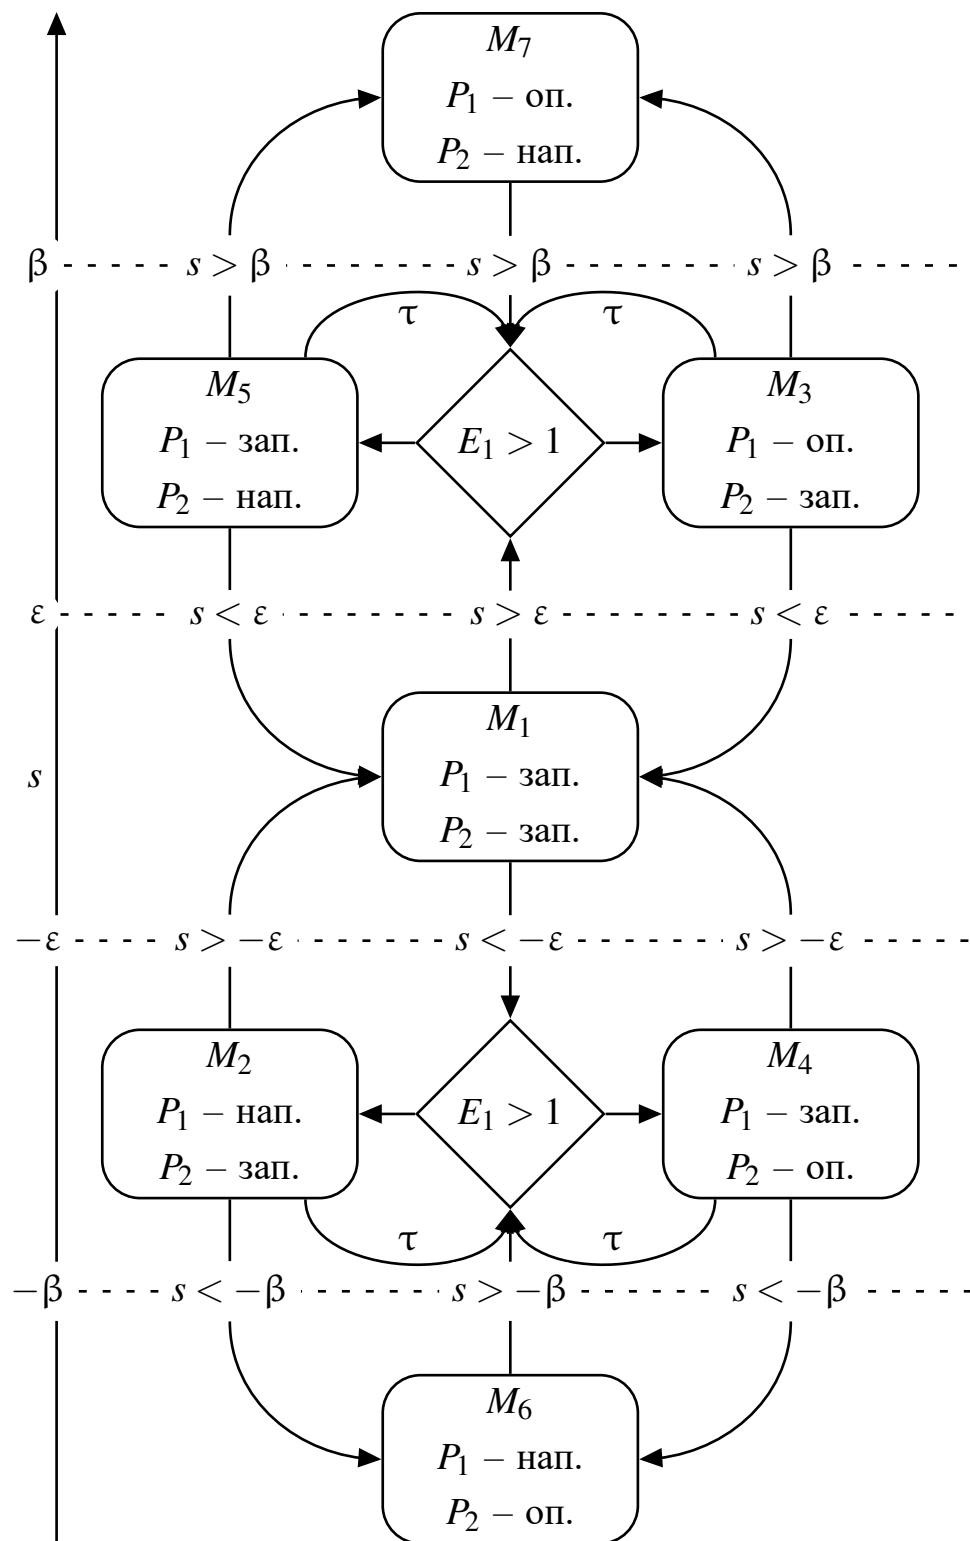 M₇
P₁ – оп.
P₂ – нап.
β s > β s > β s > β
τ τ
M₅
P₁ – зап.
P₂ – нап.
E₁ > 1
M₃
P₁ – оп.
P₂ – зап.
ε s < ε s > ε s < ε
s
M₁
P₁ – зап.
P₂ – зап.
−ε s > −ε s < −ε s > −ε
M₂
P₁ – нап.
P₂ – зап.
E₁ > 1
M₄
P₁ – зап.
P₂ – оп.
τ τ
−β s < −β s > −β s < −β
M₆
P₁ – нап.
P₂ – оп.